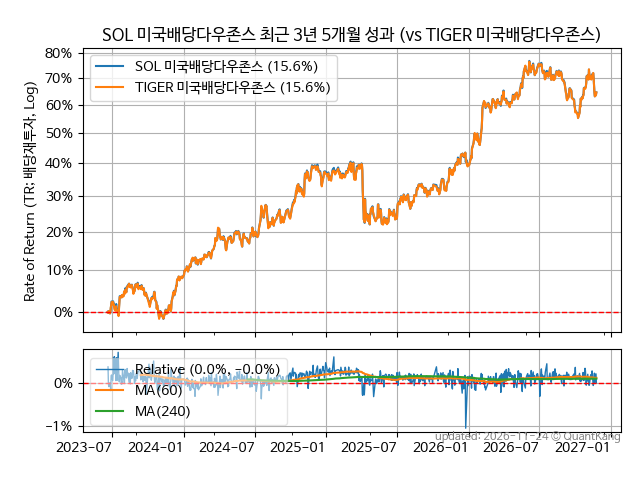 SOL 미국배당다우존스 최근 3년 5개월 성과 (vs TIGER 미국배당다우존스)
80%
70%
60%
50%
40%
30%
20%
10%
0%
Rate of Return (TR: 배당재투자, Log)
SOL 미국배당다우존스 (15.6%)
TIGER 미국배당다우존스 (15.6%)
0%
−1%
Relative (0.0%, −0.0%)
MA(60)
MA(240)
updated: 2026-11-24 © QuantKang
2023-07
2024-01
2024-07
2025-01
2025-07
2026-01
2026-07
2027-01